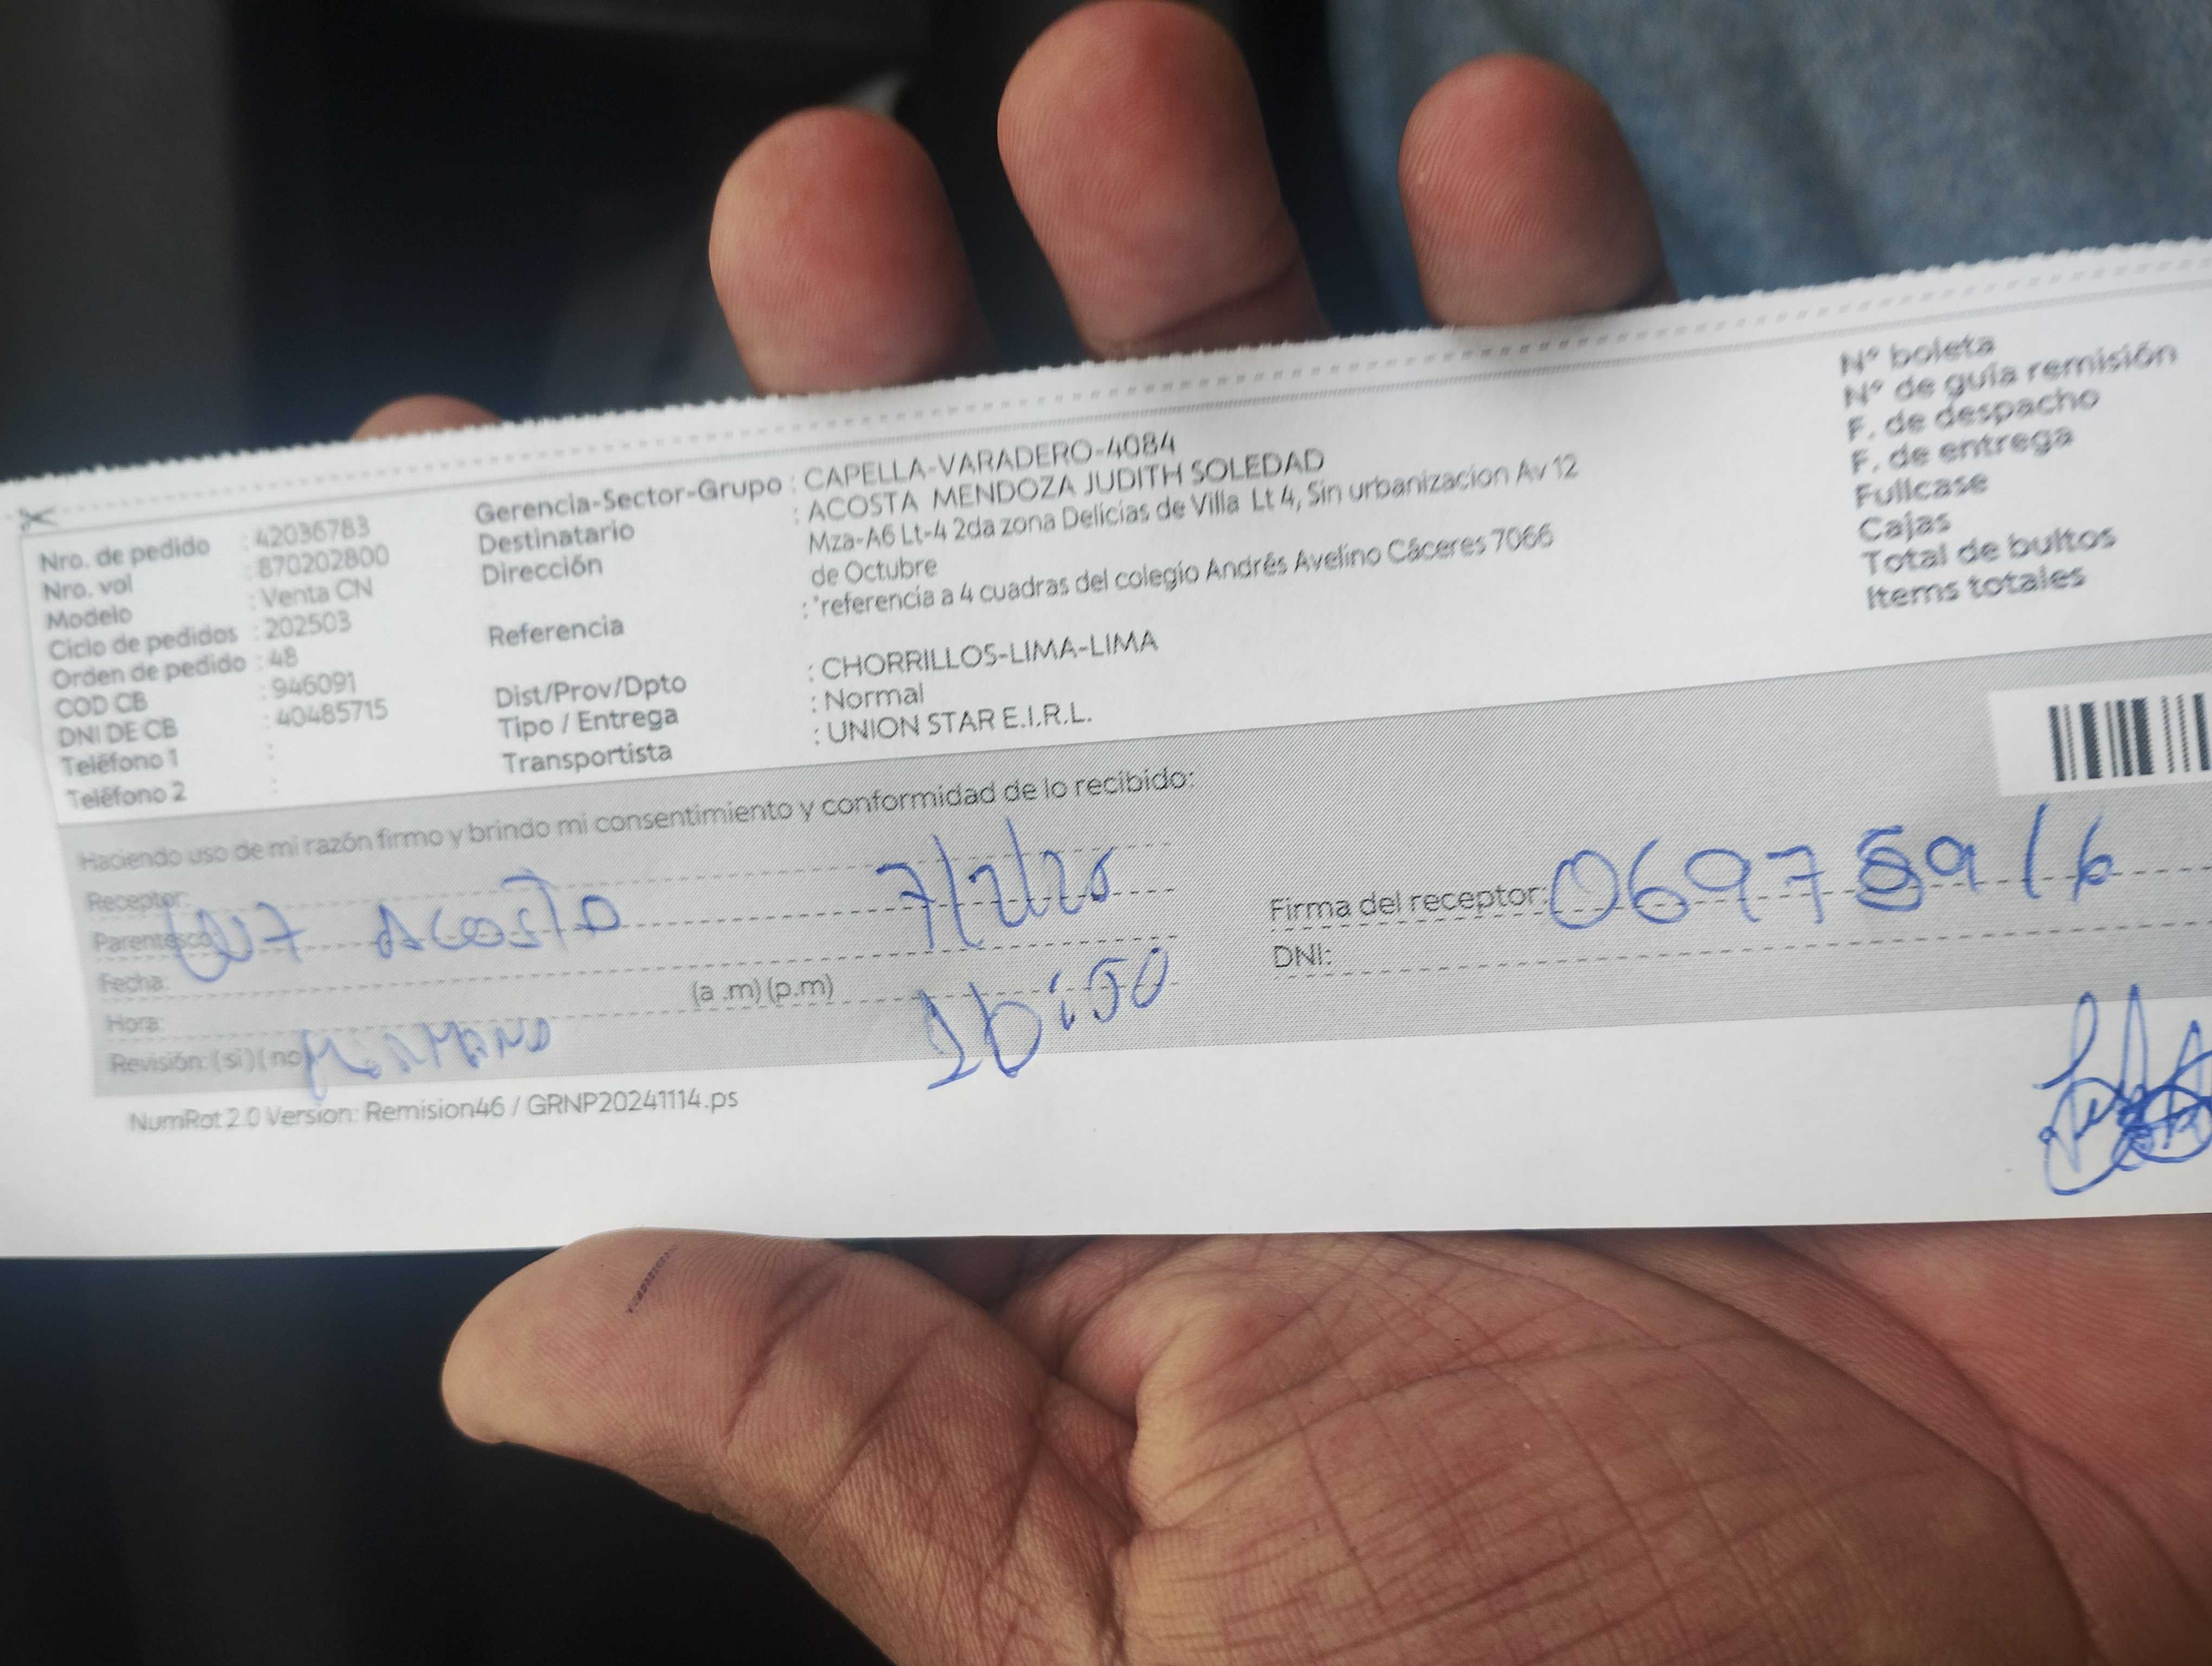 Nro. de pedido : 42036783
Nro. vol : 870202800
Modelo : Venta CN
Ciclo de pedidos : 202503
Orden de pedido : 48
COD CB : 946091
DNI DE CB : 40485715
Teléfono 1 :
Teléfono 2 :
Gerencia-Sector-Grupo : CAPELLA-VARADERO-4084
Destinatario : ACOSTA MENDOZA JUDITH SOLEDAD
Dirección Mza-A6 Lt-4 2da zona Delicias de Villa Lt 4, Sin urbanizacion Av 12
de Octubre
Referencia : *referencia a 4 cuadras del colegio Andrés Avelino Cáceres 7066
Dist/Prov/Dpto : CHORRILLOS-LIMA-LIMA
Tipo / Entrega : Normal
Transportista : UNION STAR E.I.R.L.
N° boleta
N° de guía remisión
F. de despacho
F. de entrega
Fullcase
Cajas
Total de bultos
Items totales
Haciendo uso de mi razón firmo y brindo mi consentimiento y conformidad de lo recibido:
Receptor:
Parentesco
Acosta 7/2/25
Fecha:
Hora: (a .m) (p.m)
Revisión: (si) ( no
Firma del receptor: 
DNI:
NumRot 2.0 Version: Remision46 / GRNP20241114.ps